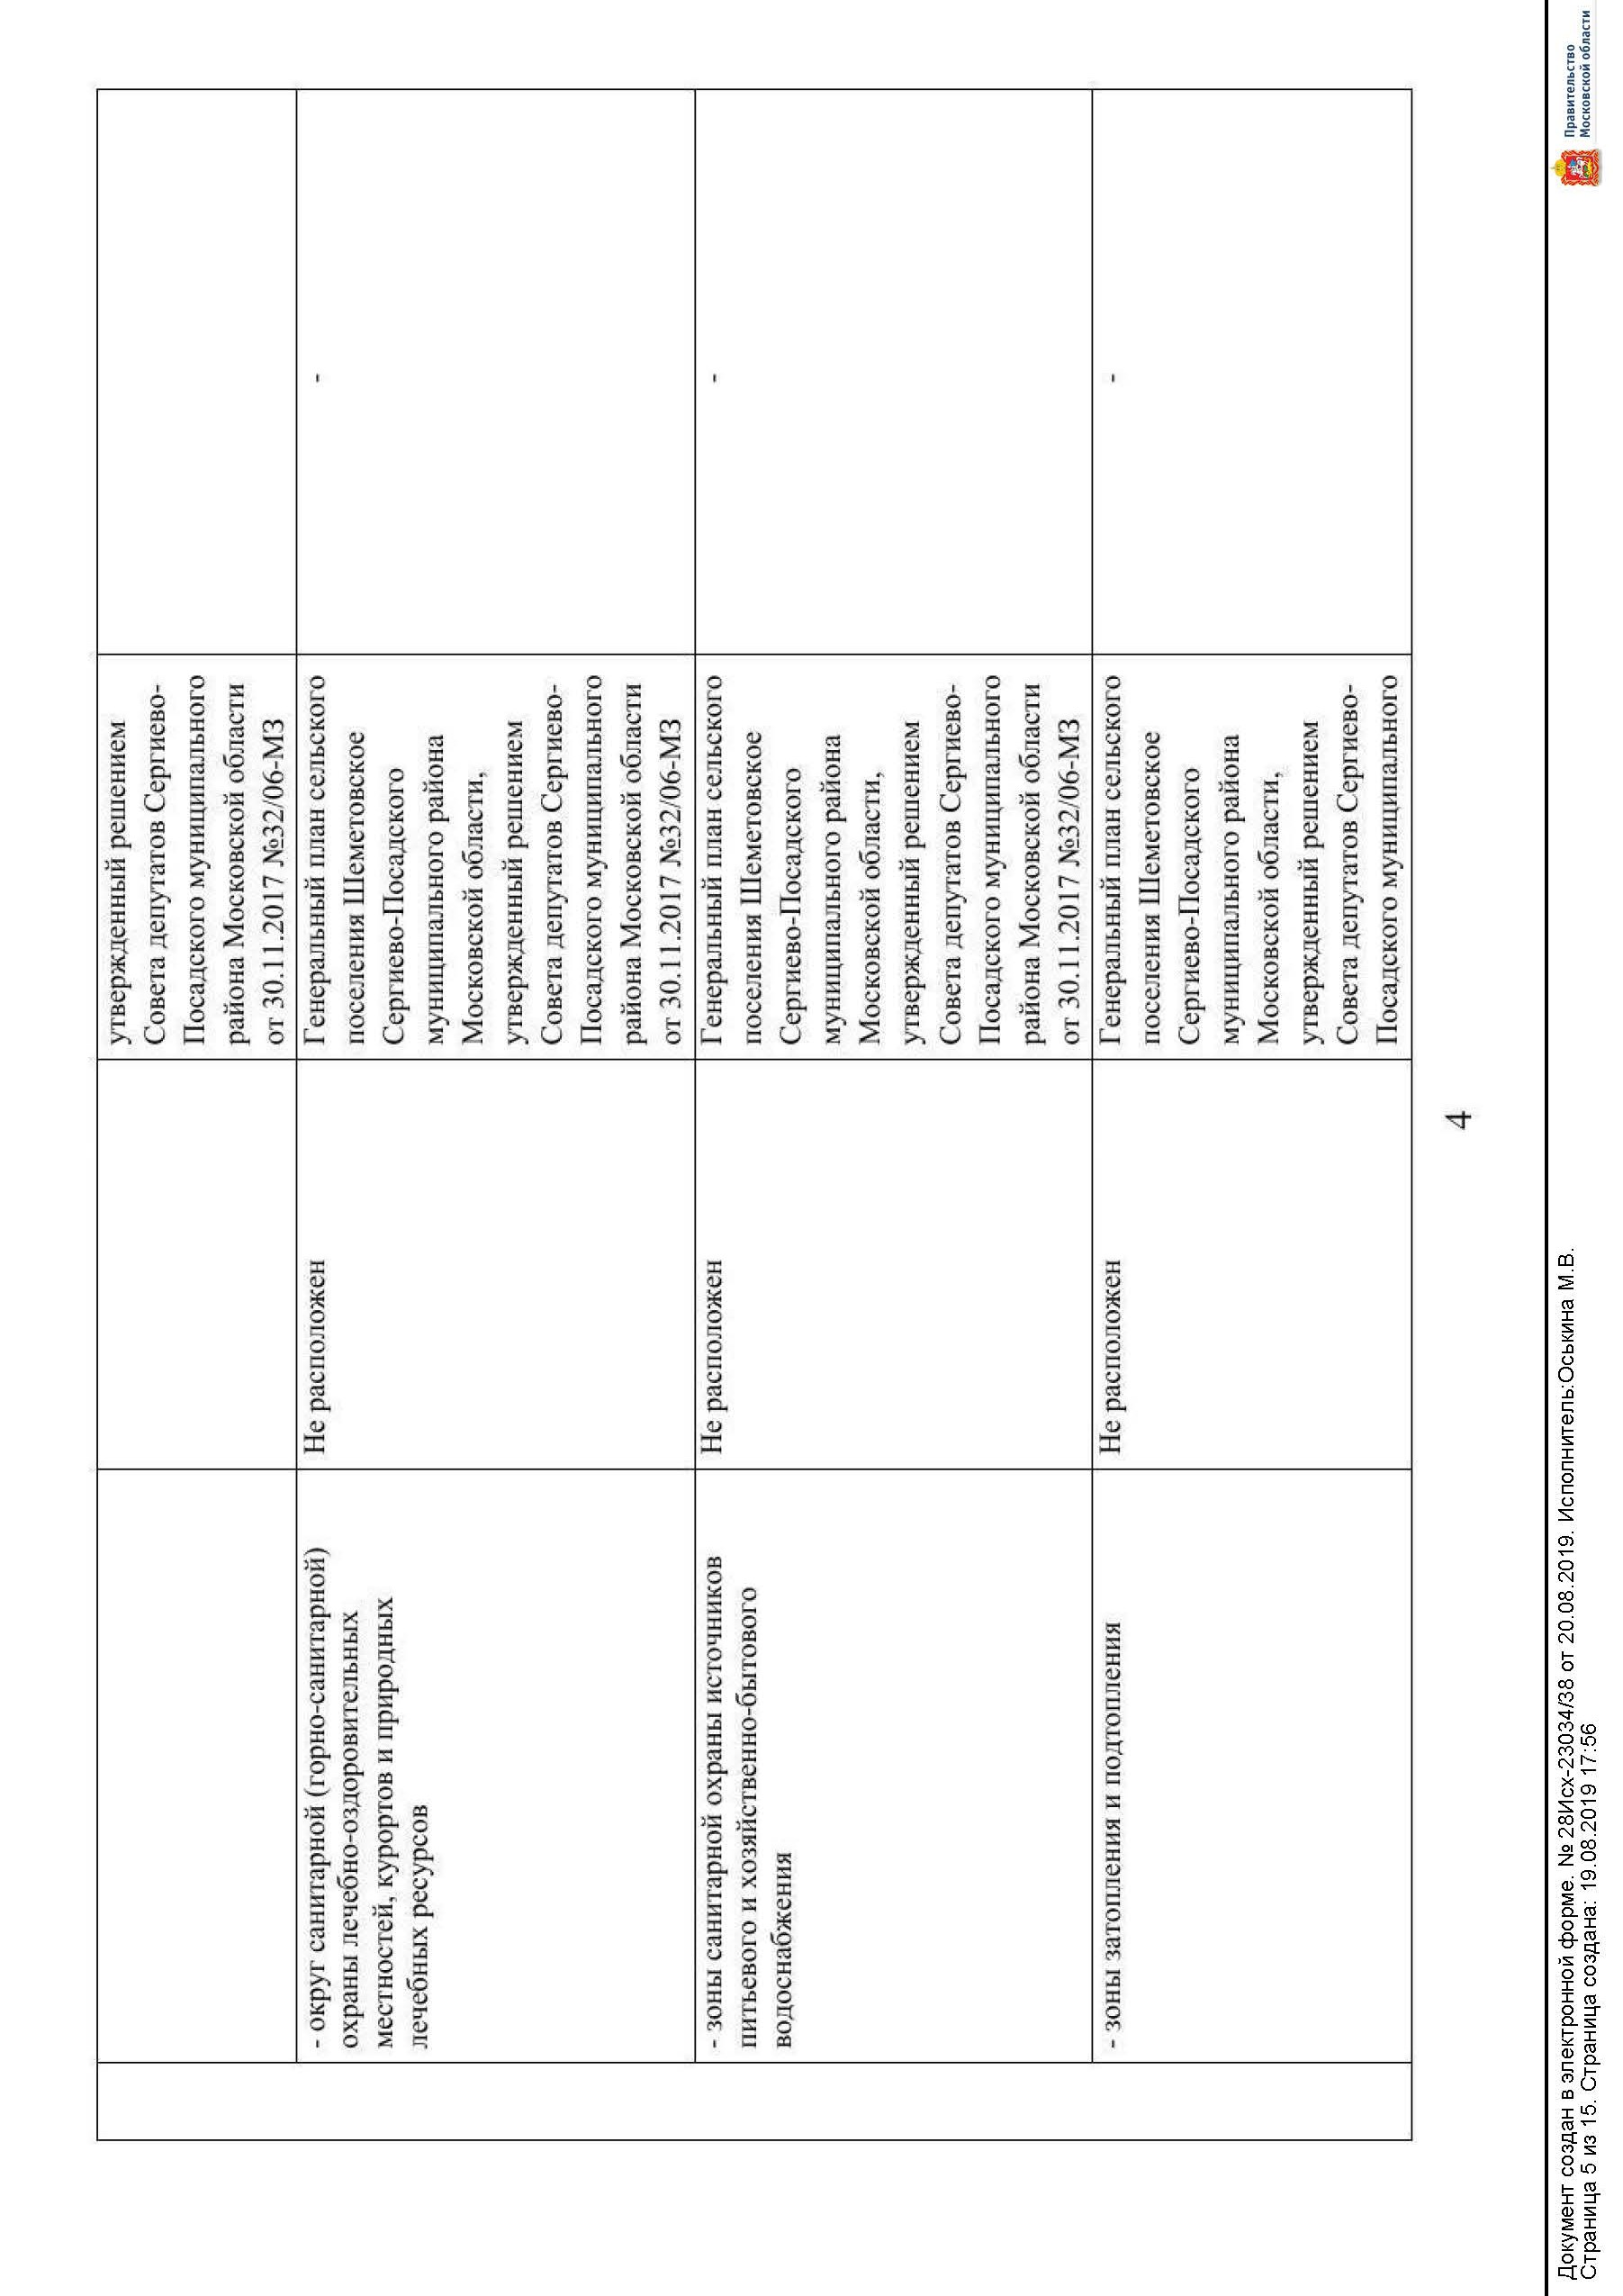 утвержденный решением
Совета депутатов Сергиево-
Посадского муниципального
района Московской области
от 30.11.2017 №32/06-МЗ
- округ санитарной (горно-санитарной)
охраны лечебно-оздоровительных
местностей, курортов и природных
лечебных ресурсов
Не расположен
Генеральный план сельского
поселения Шеметовское
Сергиево-Посадского
муниципального района
Московской области,
утвержденный решением
Совета депутатов Сергиево-
Посадского муниципального
района Московской области
от 30.11.2017 №32/06-МЗ
-
- зоны санитарной охраны источников
питьевого и хозяйственно-бытового
водоснабжения
Не расположен
Генеральный план сельского
поселения Шеметовское
Сергиево-Посадского
муниципального района
Московской области,
утвержденный решением
Совета депутатов Сергиево-
Посадского муниципального
района Московской области
от 30.11.2017 №32/06-МЗ
-
- зоны затопления и подтопления
Не расположен
Генеральный план сельского
поселения Шеметовское
Сергиево-Посадского
муниципального района
Московской области,
утвержденный решением
Совета депутатов Сергиево-
Посадского муниципального
-
4
Документ создан в электронной форме. № 28Исх-23034/38 от 20.08.2019. Исполнитель:Оськина М.В.
Страница 5 из 15. Страница создана: 19.08.2019 17:56
Правительство
Московской области